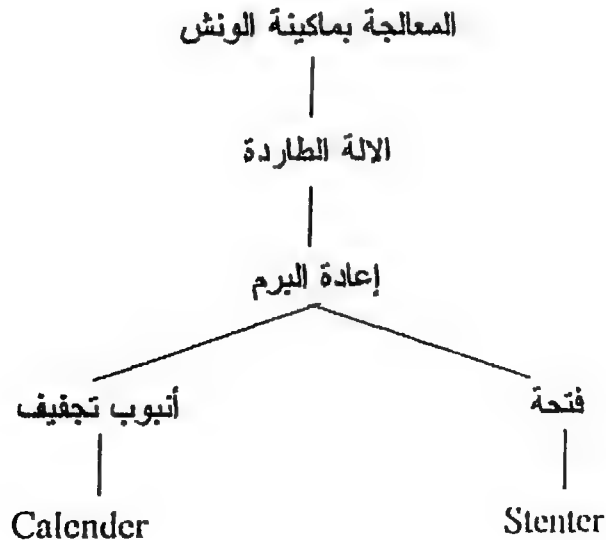 المعالجة بماكينة الونش
الالة الطاردة
إعادة البرم
أنبوب تجفيف
فتحة
Calender
Stenter